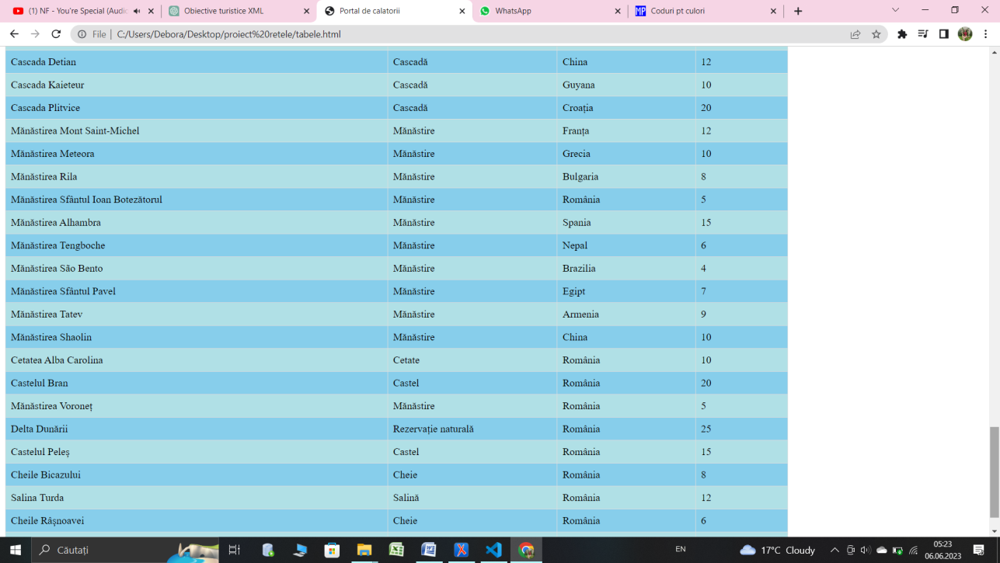 (1) NF - You're Special (Audio
Obiective turistice XML
Portal de calatorii
WhatsApp
MP Coduri pt culori
File | C:/Users/Debora/Desktop/proiect%20retele/tabele.html
Cascada Detian Cascadă China 12
Cascada Kaieteur Cascadă Guyana 10
Cascada Plitvice Cascadă Croația 20
Mănăstirea Mont Saint-Michel Mănăstire Franța 12
Mănăstirea Meteora Mănăstire Grecia 10
Mănăstirea Rila Mănăstire Bulgaria 8
Mănăstirea Sfântul Ioan Botezătorul Mănăstire România 5
Mănăstirea Alhambra Mănăstire Spania 15
Mănăstirea Tengboche Mănăstire Nepal 6
Mănăstirea São Bento Mănăstire Brazilia 4
Mănăstirea Sfântul Pavel Mănăstire Egipt 7
Mănăstirea Tatev Mănăstire Armenia 9
Mănăstirea Shaolin Mănăstire China 10
Cetatea Alba Carolina Cetate România 10
Castelul Bran Castel România 20
Mănăstirea Voroneț Mănăstire România 5
Delta Dunării Rezervație naturală România 25
Castelul Peleș Castel România 15
Cheile Bicazului Cheie România 8
Salina Turda Salină România 12
Cheile Râșnoavei Cheie România 6
Căutați
EN
17°C Cloudy
05:23
06.06.2023